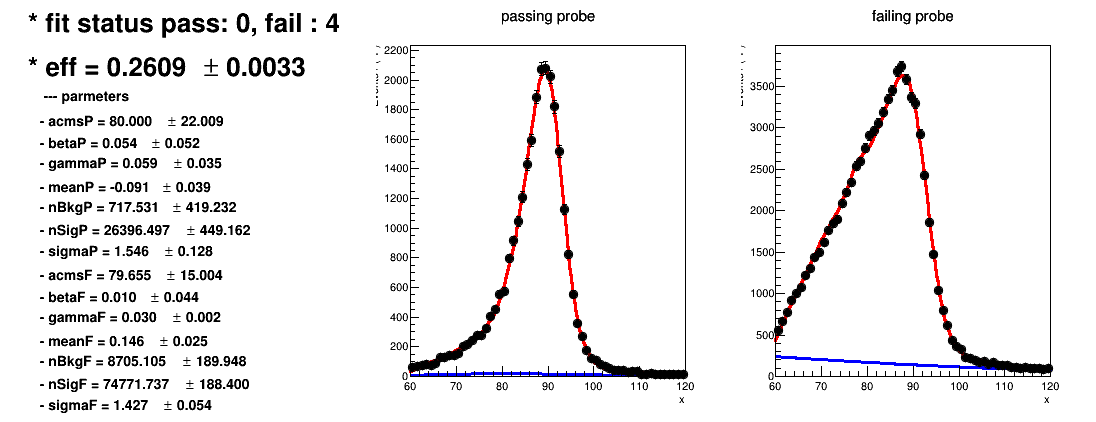 * fit status pass: 0, fail : 4
* eff = 0.2609 ± 0.0033
--- parmeters
- acmsP = 80.000 ± 22.009
- betaP = 0.054 ± 0.052
- gammaP = 0.059 ± 0.035
- meanP = -0.091 ± 0.039
- nBkgP = 717.531 ± 419.232
- nSigP = 26396.497 ± 449.162
- sigmaP = 1.546 ± 0.128
- acmsF = 79.655 ± 15.004
- betaF = 0.010 ± 0.044
- gammaF = 0.030 ± 0.002
- meanF = 0.146 ± 0.025
- nBkgF = 8705.105 ± 189.948
- nSigF = 74771.737 ± 188.400
- sigmaF = 1.427 ± 0.054
passing probe
2200
2000
1800
1600
1400
1200
1000
800
600
400
200
0
60 70 80 90 100 110 120
x
failing probe
3500
3000
2500
2000
1500
1000
500
0
60 70 80 90 100 110 120
x